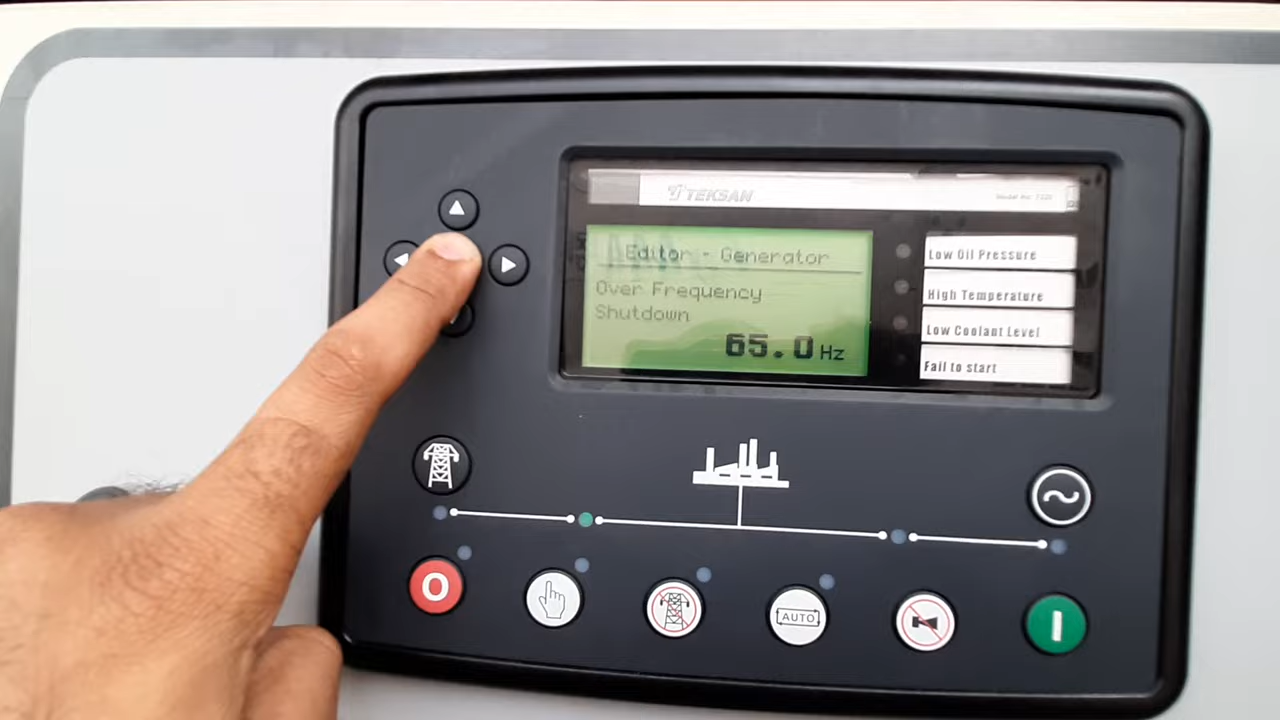 TEKSAN
Editor - Generator
Over Frequency
Shutdown
65.0 Hz
Low Oil Pressure
High Temperature
Low Coolant Level
Fail to start
O
AUTO
I